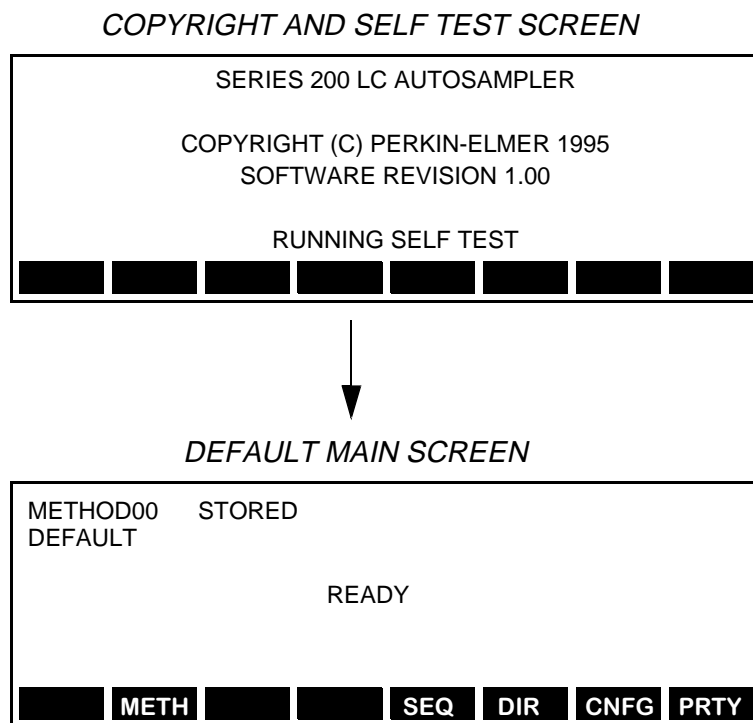 COPYRIGHT AND SELF TEST SCREEN
SERIES 200 LC AUTOSAMPLER
COPYRIGHT (C) PERKIN-ELMER 1995
SOFTWARE REVISION 1.00
RUNNING SELF TEST
DEFAULT MAIN SCREEN
METHOD00 STORED
DEFAULT
READY
METH SEQ DIR CNFG PRTY